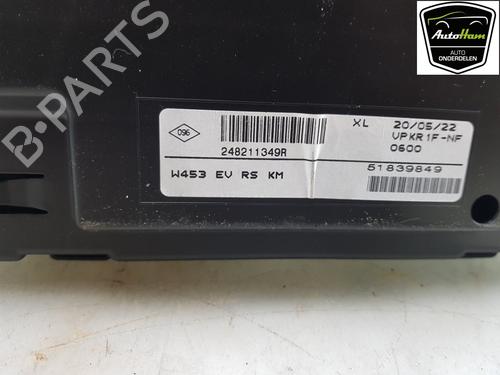 AutoHam
AUTO
ONDERDELEN
B-PARTS
XL
20/05/22
VPKR1F-NF
0600
096
248211349R
51839849
W453 EV RS KM